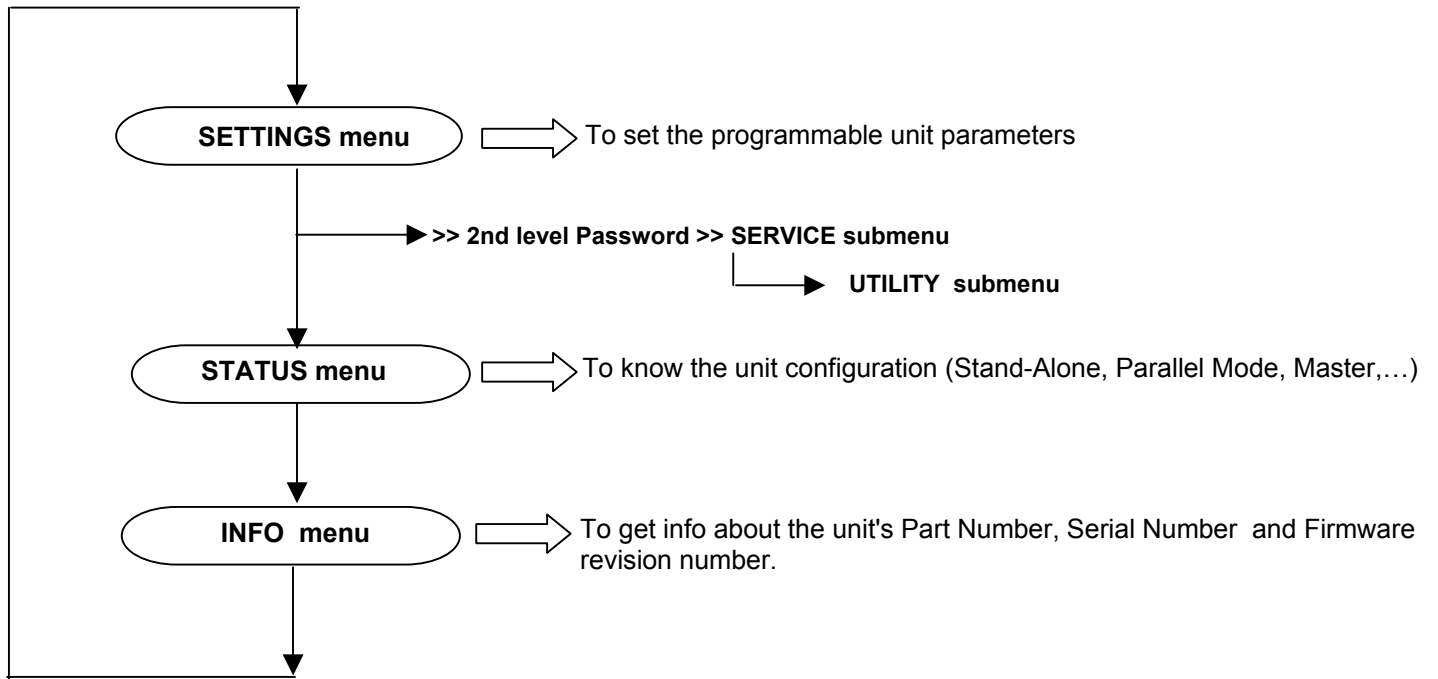 SETTINGS menu
To set the programmable unit parameters
>> 2nd level Password >> SERVICE submenu
UTILITY submenu
STATUS menu
To know the unit configuration (Stand-Alone, Parallel Mode, Master,…)
INFO menu
To get info about the unit's Part Number, Serial Number and Firmware
revision number.